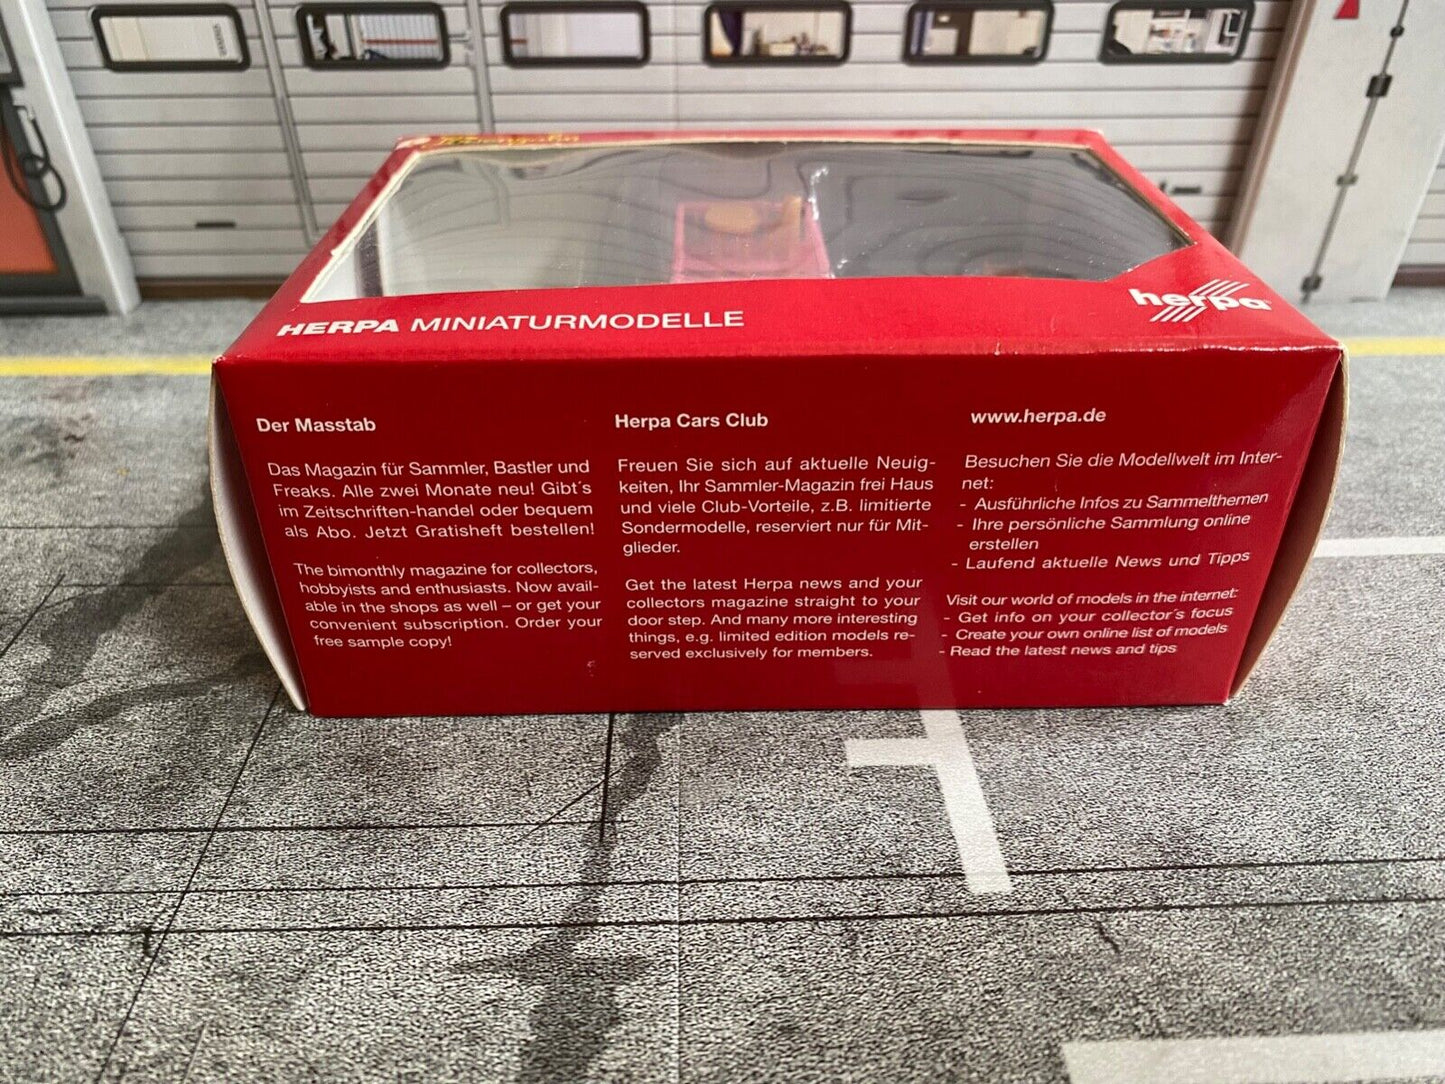 HERPA MINIATURMODELLE
herpa
Der Masstab
Das Magazin für Sammler, Bastler und
Freaks. Alle zwei Monate neu! Gibt´s
im Zeitschriften-handel oder bequem
als Abo. Jetzt Gratisheft bestellen!
The bimonthly magazine for collectors,
hobbyists and enthusiasts. Now avail-
able in the shops as well – or get your
convenient subscription. Order your
free sample copy!
Herpa Cars Club
Freuen Sie sich auf aktuelle Neuig-
keiten, Ihr Sammler-Magazin frei Haus
und viele Club-Vorteile, z.B. limitierte
Sondermodelle, reserviert nur für Mit-
glieder.
Get the latest Herpa news and your
collectors magazine straight to your
door step. And many more interesting
things, e.g. limited edition models re-
served exclusively for members.
www.herpa.de
Besuchen Sie die Modellwelt im Inter-
net:
- Ausführliche Infos zu Sammelthemen
- Ihre persönliche Sammlung online
erstellen
- Laufend aktuelle News und Tipps
Visit our world of models in the internet:
- Get info on your collector´s focus
- Create your own online list of models
- Read the latest news and tips